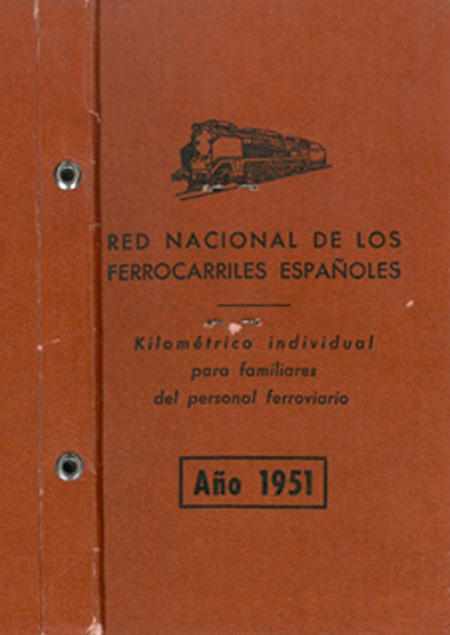 RED NACIONAL DE LOS
FERROCARRILES ESPAÑOLES
Kilométrico individual
para familiares
del personal ferroviario
Año 1951